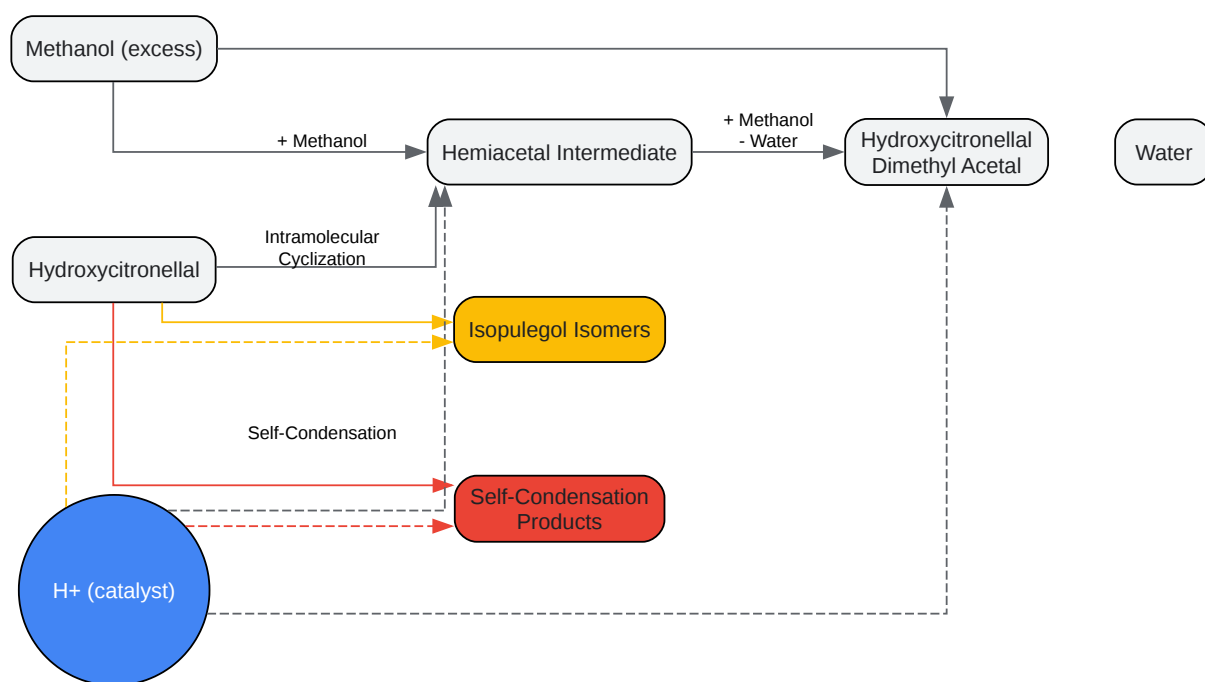 Methanol (excess)
+ Methanol
Hemiacetal Intermediate
+ Methanol
- Water
Hydroxycitronellal
Dimethyl Acetal
Water
Hydroxycitronellal
Intramolecular
Cyclization
Isopulegol Isomers
Self-Condensation
Self-Condensation
Products
H+ (catalyst)